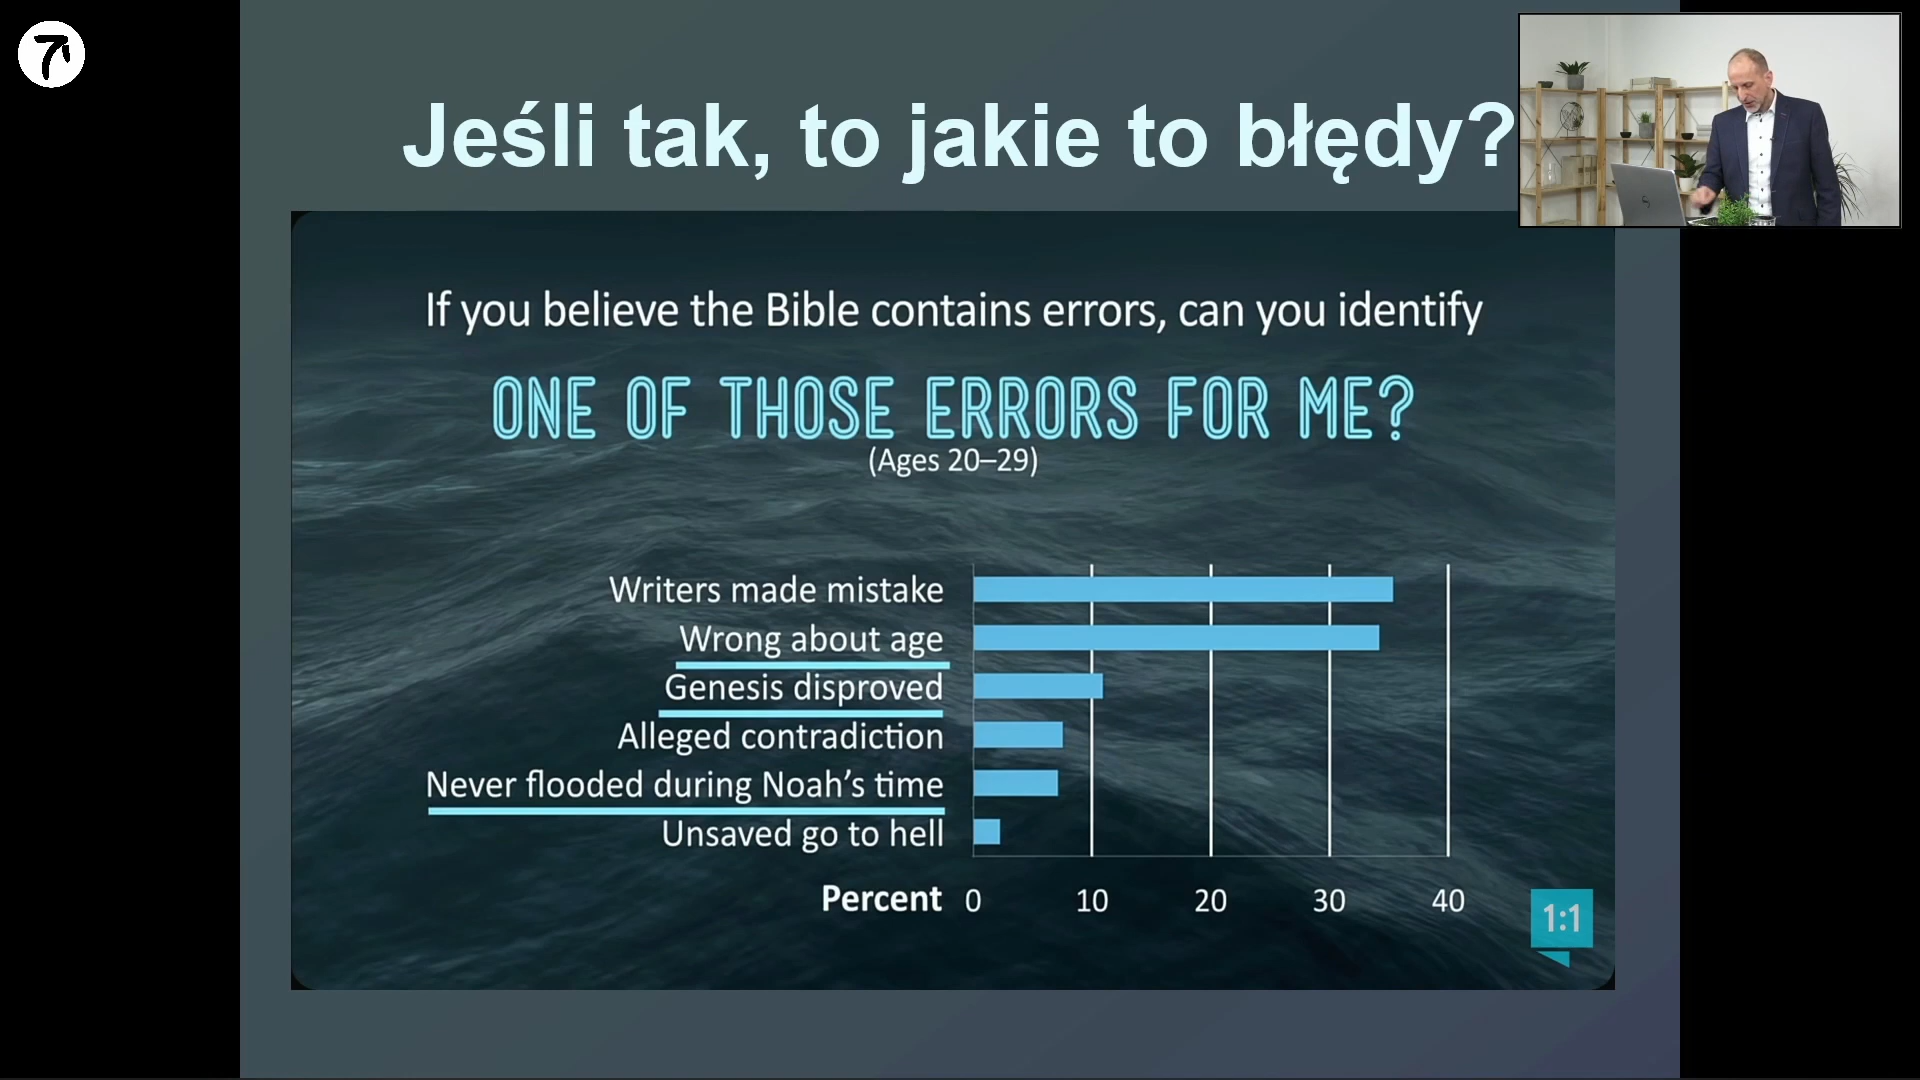 Jeśli tak, to jakie to błędy?
If you believe the Bible contains errors, can you identify
ONE OF THOSE ERRORS FOR ME?
(Ages 20–29)
Writers made mistake
Wrong about age
Genesis disproved
Alleged contradiction
Never flooded during Noah's time
Unsaved go to hell
Percent 0 10 20 30 40
1:1